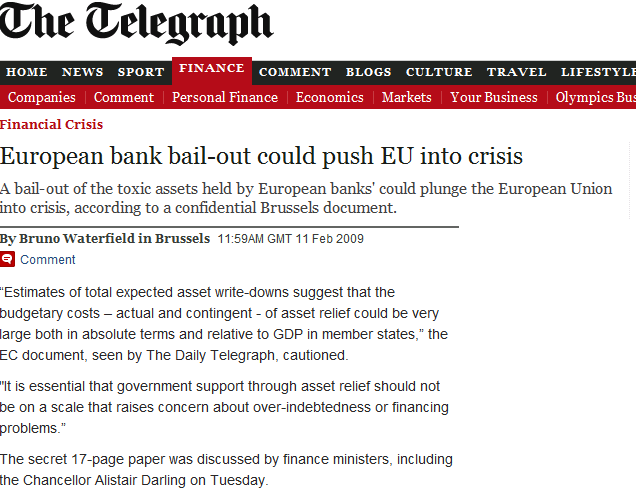 The Telegraph
HOME NEWS SPORT FINANCE COMMENT BLOGS CULTURE TRAVEL LIFESTYLE
Companies Comment Personal Finance Economics Markets Your Business Olympics Bus
Financial Crisis
European bank bail-out could push EU into crisis
A bail-out of the toxic assets held by European banks' could plunge the European Union
into crisis, according to a confidential Brussels document.
By Bruno Waterfield in Brussels 11:59AM GMT 11 Feb 2009
Comment
“Estimates of total expected asset write-downs suggest that the
budgetary costs – actual and contingent - of asset relief could be very
large both in absolute terms and relative to GDP in member states,” the
EC document, seen by The Daily Telegraph, cautioned.
"It is essential that government support through asset relief should not
be on a scale that raises concern about over-indebtedness or financing
problems.”
The secret 17-page paper was discussed by finance ministers, including
the Chancellor Alistair Darling on Tuesday.